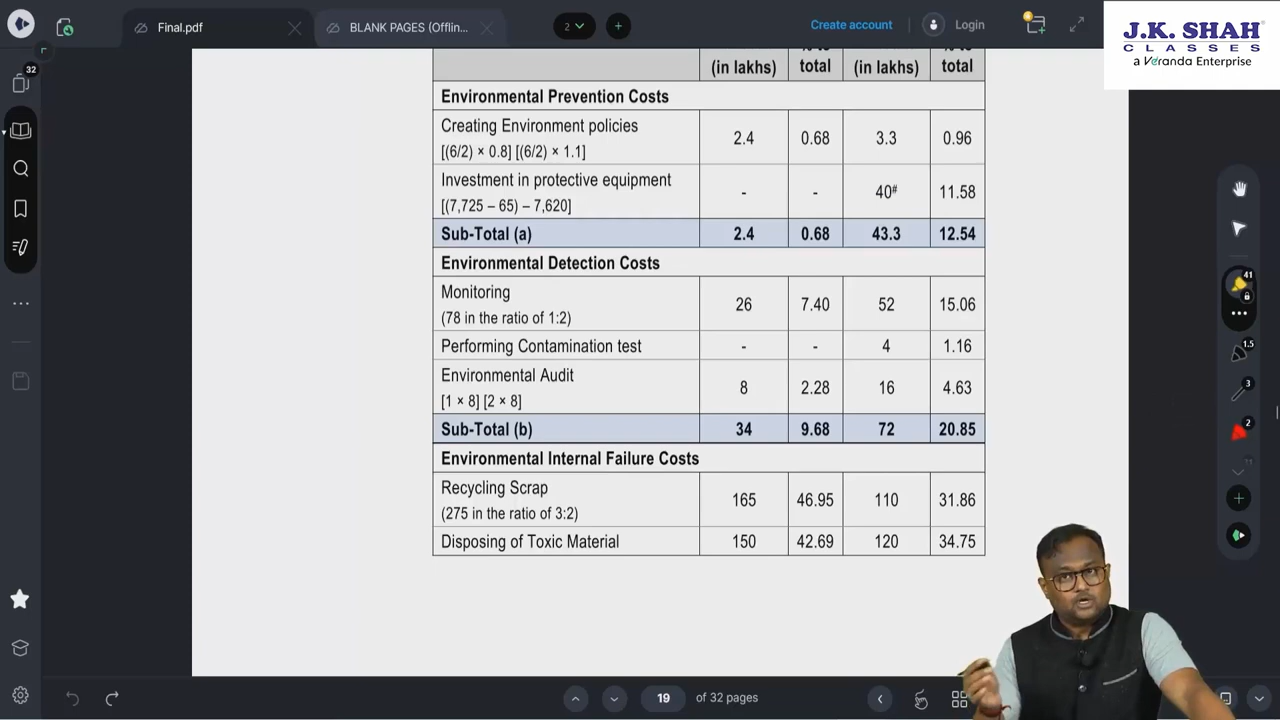 Final.pdf
BLANK PAGES (Offlin...
2
Create account
Login
J.K. SHAH
CLASSES
a Veranda Enterprise
32
(in lakhs) total (in lakhs) total
Environmental Prevention Costs
Creating Environment policies
[(6/2) × 0.8] [(6/2) × 1.1]
2.4 0.68 3.3 0.96
Investment in protective equipment
[(7,725 – 65) – 7,620]
- - 40# 11.58
Sub-Total (a) 2.4 0.68 43.3 12.54
Environmental Detection Costs
Monitoring
(78 in the ratio of 1:2)
26 7.40 52 15.06
Performing Contamination test - - 4 1.16
Environmental Audit
[1 × 8] [2 × 8]
8 2.28 16 4.63
Sub-Total (b) 34 9.68 72 20.85
Environmental Internal Failure Costs
Recycling Scrap
(275 in the ratio of 3:2)
165 46.95 110 31.86
Disposing of Toxic Material 150 42.69 120 34.75
41
1.5
3
2
19 of 32 pages